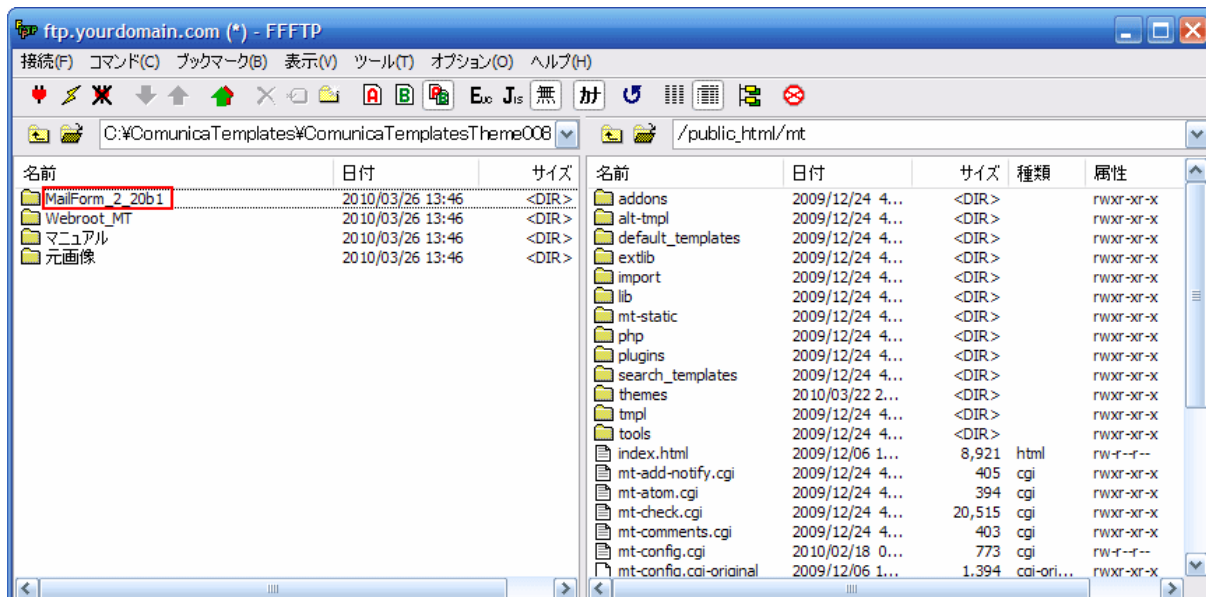 ftp.yourdomain.com (*) - FFFTP
接続(F) コマンド(C) ブックマーク(B) 表示(V) ツール(T) オプション(O) ヘルプ(H)
A B Euc Jis 無 カナ
C:¥ComunicaTemplates¥ComunicaTemplatesTheme008
/public_html/mt
名前 日付 サイズ
MailForm_2_20b1 2010/03/26 13:46 <DIR>
Webroot_MT 2010/03/26 13:46 <DIR>
マニュアル 2010/03/26 13:46 <DIR>
元画像 2010/03/26 13:46 <DIR>
名前 日付 サイズ 種類 属性
addons 2009/12/24 4... <DIR> rwxr-xr-x
alt-tmpl 2009/12/24 4... <DIR> rwxr-xr-x
default_templates 2009/12/24 4... <DIR> rwxr-xr-x
extlib 2009/12/24 4... <DIR> rwxr-xr-x
import 2009/12/24 4... <DIR> rwxr-xr-x
lib 2009/12/24 4... <DIR> rwxr-xr-x
mt-static 2009/12/24 4... <DIR> rwxr-xr-x
php 2009/12/24 4... <DIR> rwxr-xr-x
plugins 2009/12/24 4... <DIR> rwxr-xr-x
search_templates 2009/12/24 4... <DIR> rwxr-xr-x
themes 2010/03/22 2... <DIR> rwxr-xr-x
tmpl 2009/12/24 4... <DIR> rwxr-xr-x
tools 2009/12/24 4... <DIR> rwxr-xr-x
index.html 2009/12/06 1... 8,921 html rw-r--r--
mt-add-notify.cgi 2009/12/24 4... 405 cgi rwxr-xr-x
mt-atom.cgi 2009/12/24 4... 394 cgi rwxr-xr-x
mt-check.cgi 2009/12/24 4... 20,515 cgi rwxr-xr-x
mt-comments.cgi 2009/12/24 4... 403 cgi rwxr-xr-x
mt-config.cgi 2010/02/18 0... 773 cgi rw-r--r--
mt-config.cgi-original 2009/12/06 1... 1,394 cgi-ori... rwxr-xr-x